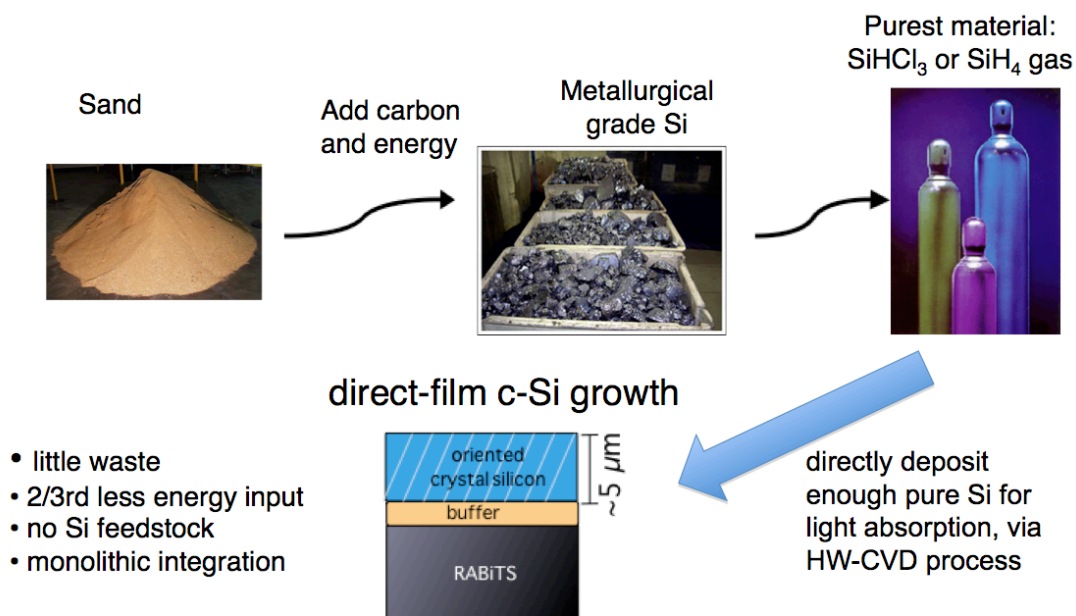 Purest material:
SiHCl₃ or SiH₄ gas
Sand
Add carbon
and energy
Metallurgical
grade Si
direct-film c-Si growth
• little waste
• 2/3rd less energy input
• no Si feedstock
• monolithic integration
oriented
crystal silicon
buffer
RABiTS
~5 μm
directly deposit
enough pure Si for
light absorption, via
HW-CVD process